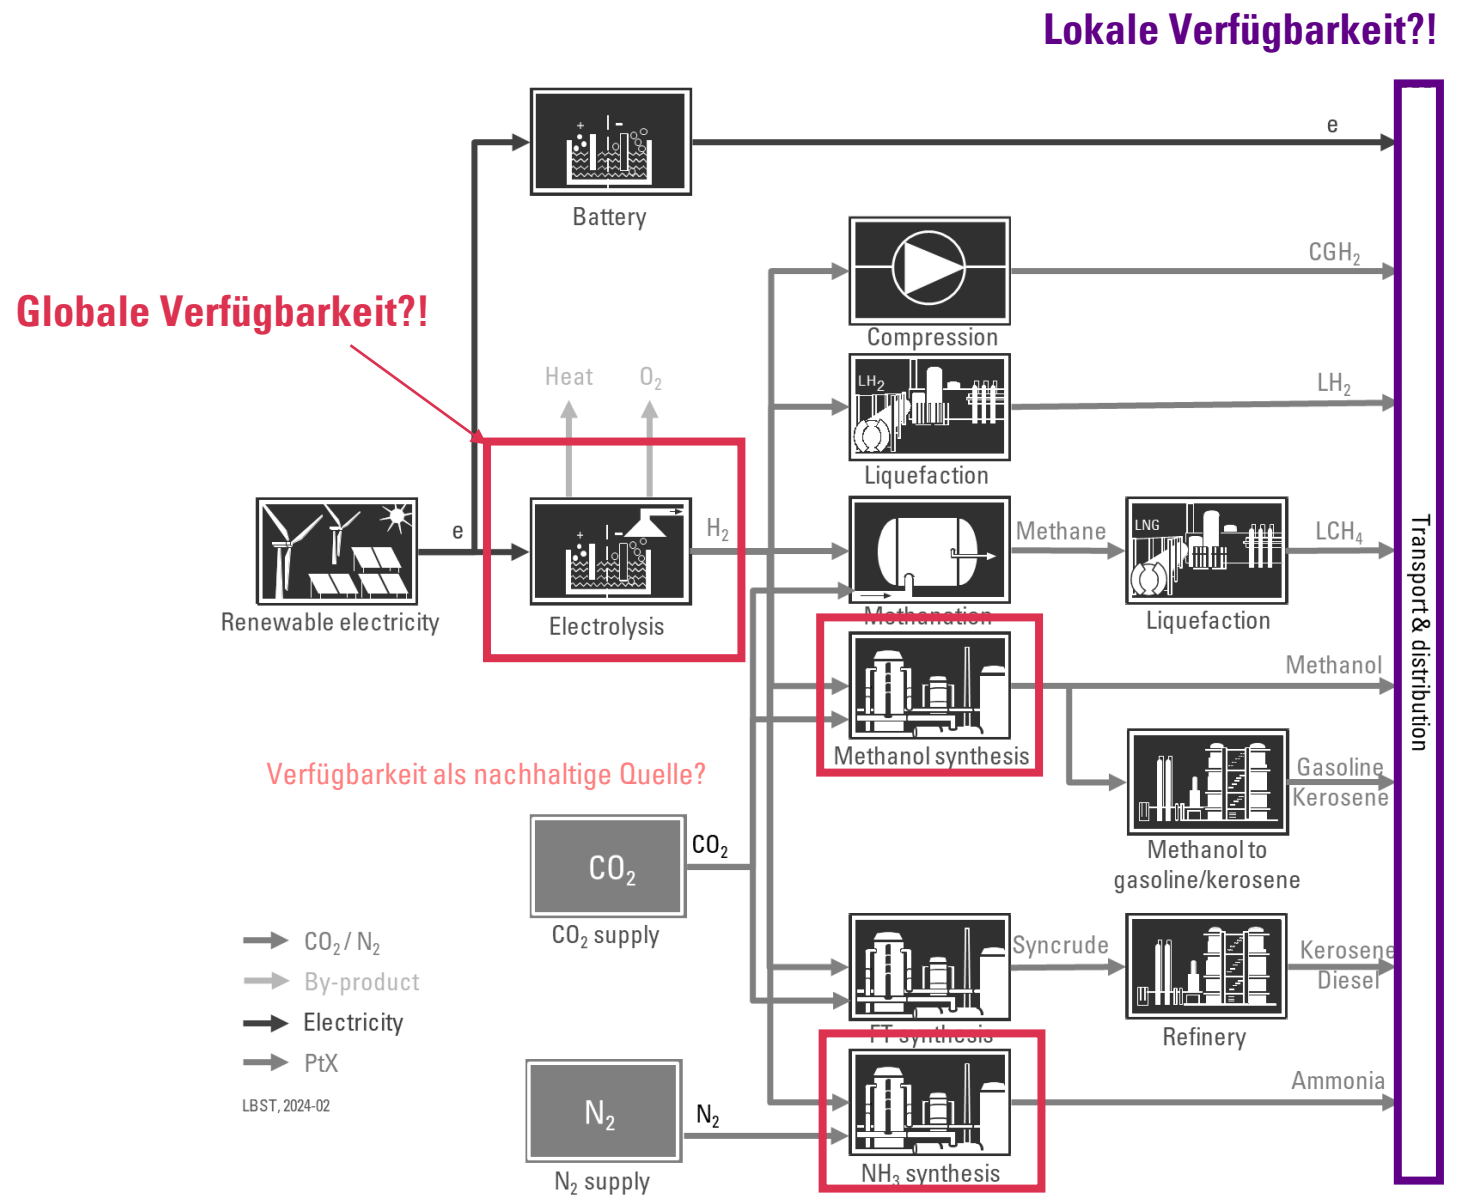 Lokale Verfügbarkeit?!
e
Battery
CGH₂
Globale Verfügbarkeit?!
Compression
Heat
O₂
LH₂
LH₂
Liquefaction
e
H₂
Methane
LNG
LCH₄
Renewable electricity
Electrolysis
Methanation
Liquefaction
Transport & distribution
Methanol
Methanol synthesis
Verfügbarkeit als nachhaltige Quelle?
Gasoline
Kerosene
CO₂
CO₂
Methanol to
gasoline/kerosene
CO₂ supply
CO₂ / N₂
By-product
Electricity
PtX
LBST, 2024-02
Syncrude
Kerosene
Diesel
FT synthesis
Refinery
Ammonia
N₂
N₂
NH₃ synthesis
N₂ supply